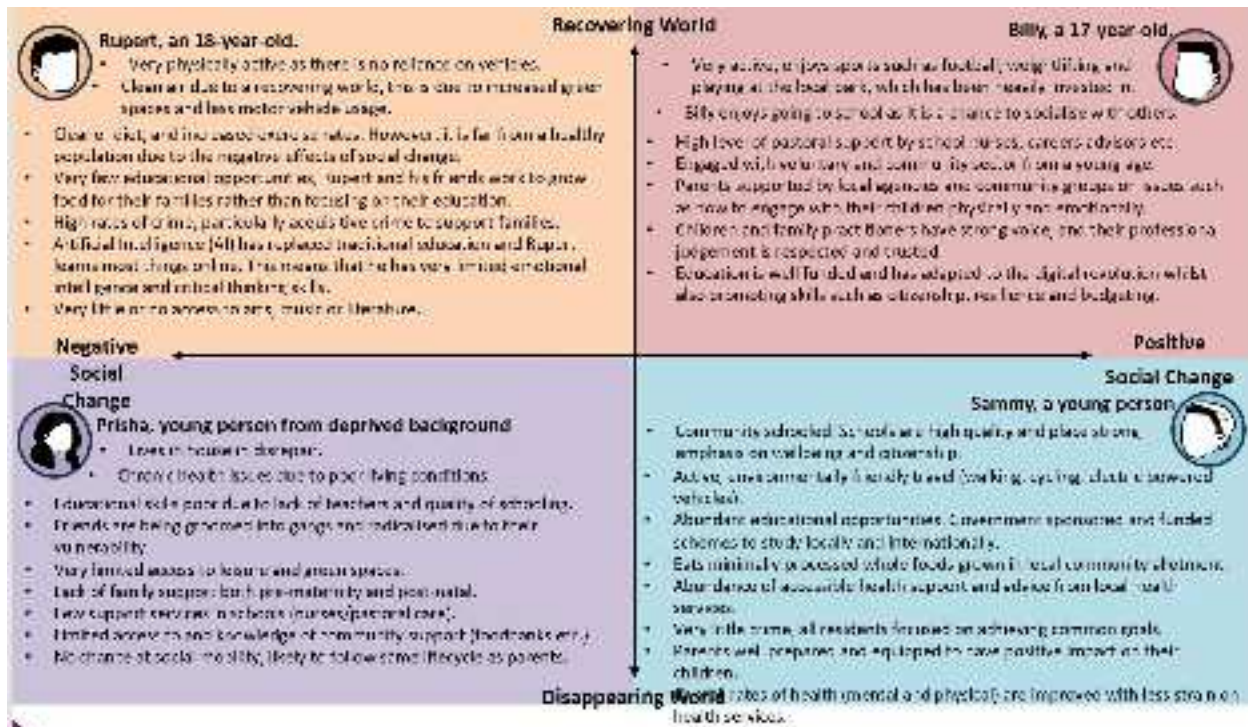 Recovering World
Rupert, an 18-year-old.
• Very physically active as there is no reliance on vehicles.
• Clean air due to a recovering world, this is due to increased green
spaces and less motor vehicle usage.
• Cleaner diet, and increased exercise rates. However, it is far from a healthy
population due to the negative effects of social change.
• Very few educational opportunities, Rupert and his friends work to grow
food for their families rather than focusing on their education.
• High rates of crime, particularly acquisitive crime to support families.
• Artificial Intelligence (AI) has replaced traditional education and Rupert
learns most things online. This means that he has very limited emotional
intelligence and critical thinking skills.
• Very little or no access to arts, music or literature.
Billy, a 17 year-old.
• Very active, enjoys sports such as football, weightlifting and
playing at the local park, which has been heavily invested in.
• Billy enjoys going to school as it is a chance to socialise with others.
• High level of pastoral support by school nurses, careers advisors etc
• Engaged with voluntary and community sector from a young age.
• Parents supported by local agencies and community groups on issues such
as how to engage with their children physically and emotionally.
• Children and family practitioners have strong voice, and their professional
judgement is respected and trusted
• Education is well funded and has adapted to the digital revolution whilst
also promoting skills such as citizenship, resilience and budgeting.
Negative
Social
Change
Positive
Social Change
Prisha, young person from deprived background
• Lives in house in disrepair.
• Chronic health issues due to poor living conditions.
• Educational skills poor due to lack of teachers and quality of schooling.
• Friends are being groomed into gangs and radicalised due to their
vulnerability
• Very limited access to leisure and green spaces.
• Lack of family support both pre-maternity and post-natal.
• Few support services in schools (nurses/pastoral care).
• Limited access to and knowledge of community support (foodbanks etc.)
• No chance at social mobility, likely to follow same lifecycle as parents.
Sammy, a young person
• Community schooled. Schools are high quality and place strong
emphasis on wellbeing and citizenship.
• Active, environmentally friendly travel (walking, cycling, electric powered
vehicles).
• Abundant educational opportunities. Government sponsored and funded
schemes to study locally and internationally.
• Eats minimally processed whole foods grown in local community allotment
• Abundance of accessible health support and advice from local health
services.
• Very little crime, all residents focused on achieving common goals.
• Parents well prepared and equipped to have positive impact on their
children.
rates of health (mental and physical) are improved with less strain on
health services.
Disappearing World